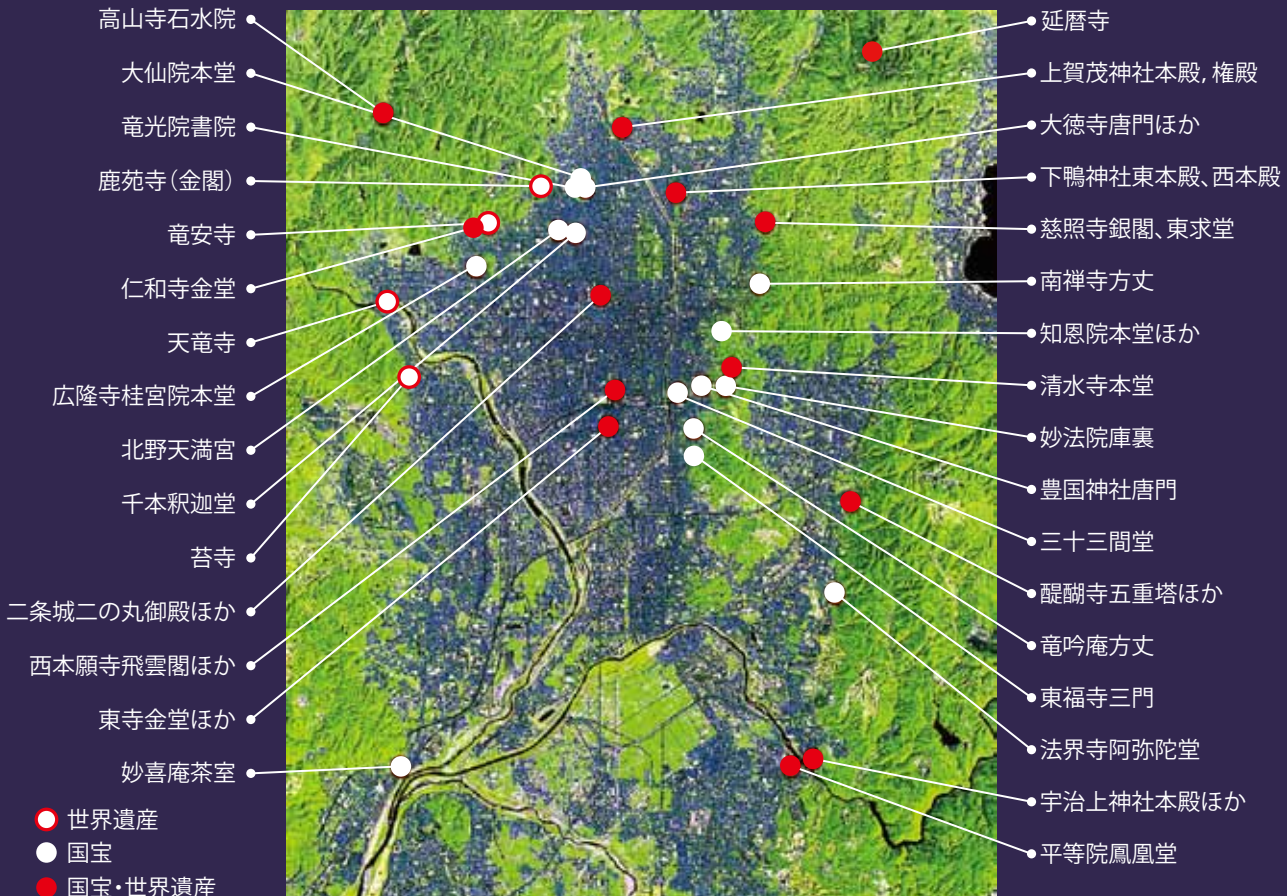 高山寺石水院
大仙院本堂
竜光院書院
鹿苑寺（金閣）
竜安寺
仁和寺金堂
天竜寺
広隆寺桂宮院本堂
北野天満宮
千本釈迦堂
苔寺
二条城二の丸御殿ほか
西本願寺飛雲閣ほか
東寺金堂ほか
妙喜庵茶室
世界遺産
国宝
国宝・世界遺産
延暦寺
上賀茂神社本殿, 権殿
大徳寺唐門ほか
下鴨神社東本殿、西本殿
慈照寺銀閣、東求堂
南禅寺方丈
知恩院本堂ほか
清水寺本堂
妙法院庫裏
豊国神社唐門
三十三間堂
醍醐寺五重塔ほか
竜吟庵方丈
東福寺三門
法界寺阿弥陀堂
宇治上神社本殿ほか
平等院鳳凰堂